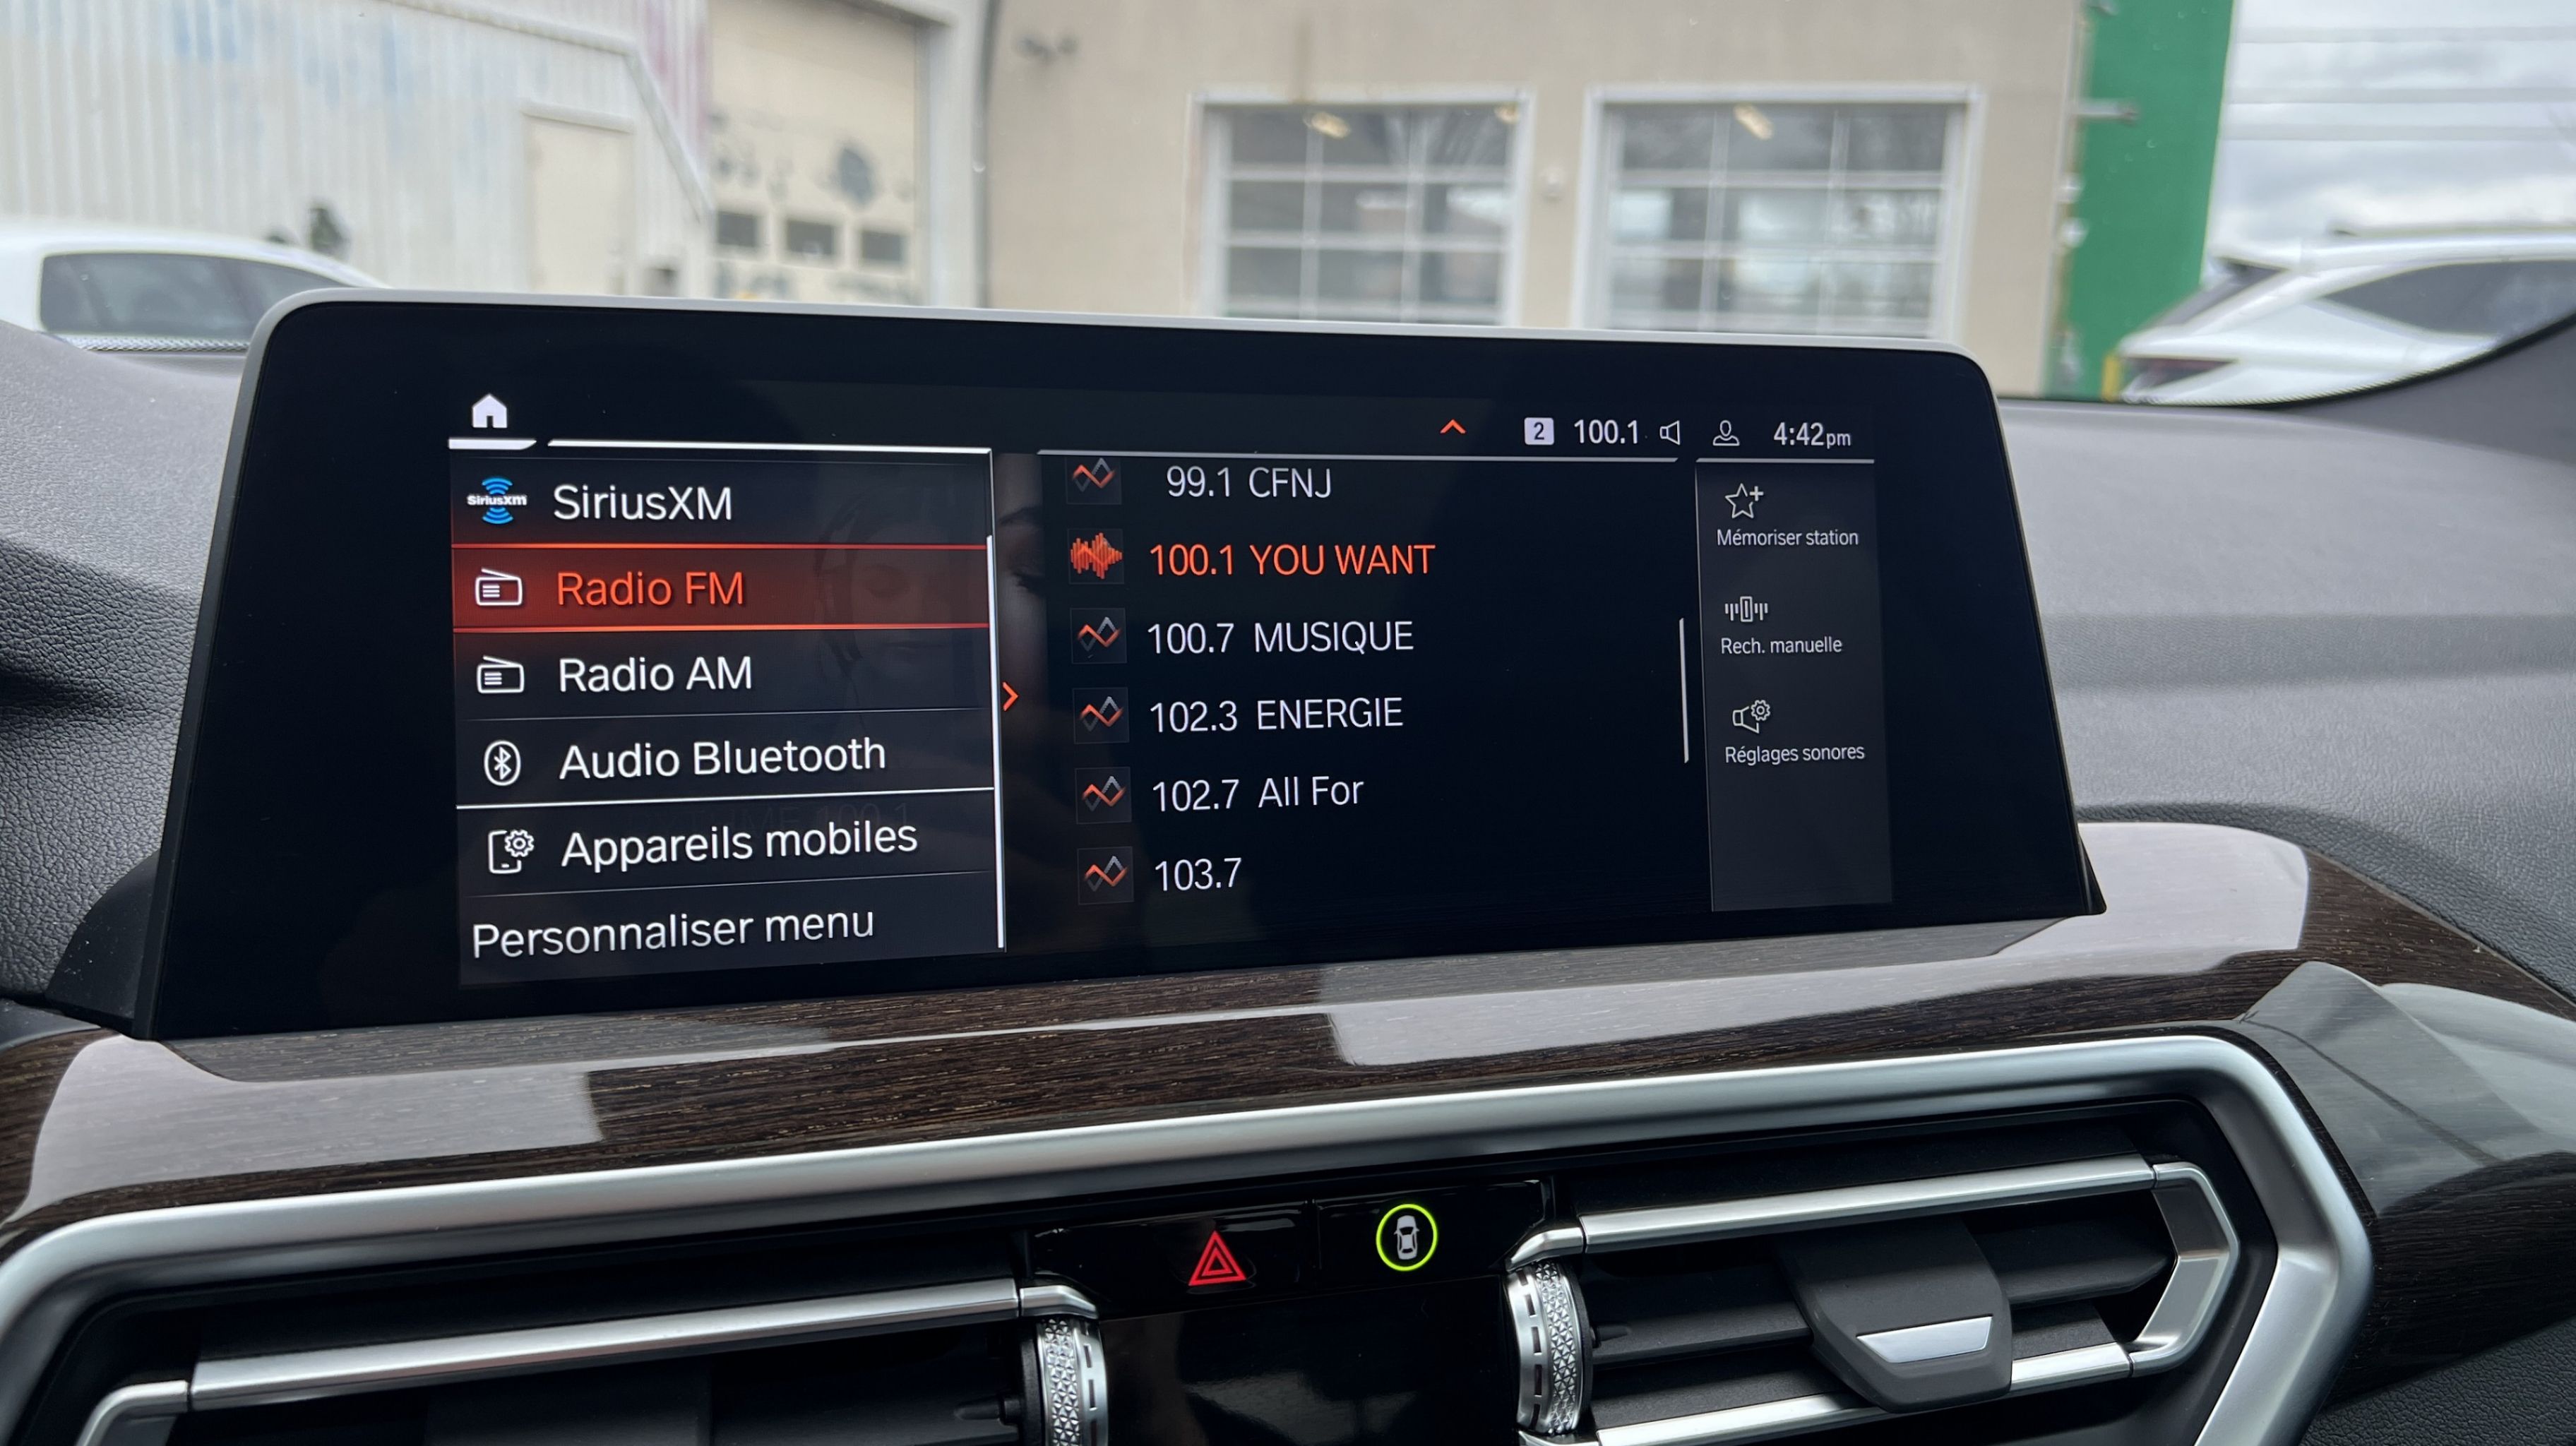 2 100.1 4:42pm
SiriusXM
SiriusXM
Radio FM
Radio AM
Audio Bluetooth
Appareils mobiles
Personnaliser menu
99.1 CFNJ
100.1 YOU WANT
100.7 MUSIQUE
102.3 ENERGIE
102.7 All For
103.7
Mémoriser station
Rech. manuelle
Réglages sonores